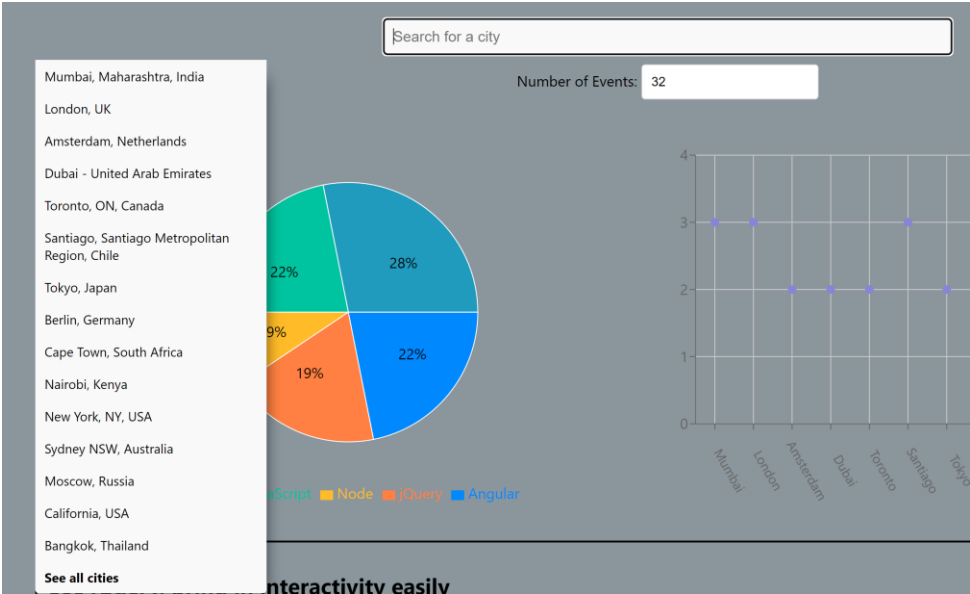 Search for a city
Number of Events: 32
Mumbai, Maharashtra, India
London, UK
Amsterdam, Netherlands
Dubai - United Arab Emirates
Toronto, ON, Canada
Santiago, Santiago Metropolitan
Region, Chile
Tokyo, Japan
Berlin, Germany
Cape Town, South Africa
Nairobi, Kenya
New York, NY, USA
Sydney NSW, Australia
Moscow, Russia
California, USA
Bangkok, Thailand
See all cities
22%
28%
9%
19%
22%
Script Node jQuery Angular
4
3
2
1
0
Mumbai
London
Amsterdam
Dubai
Toronto
Santiago
Tokyo
interactivity easily